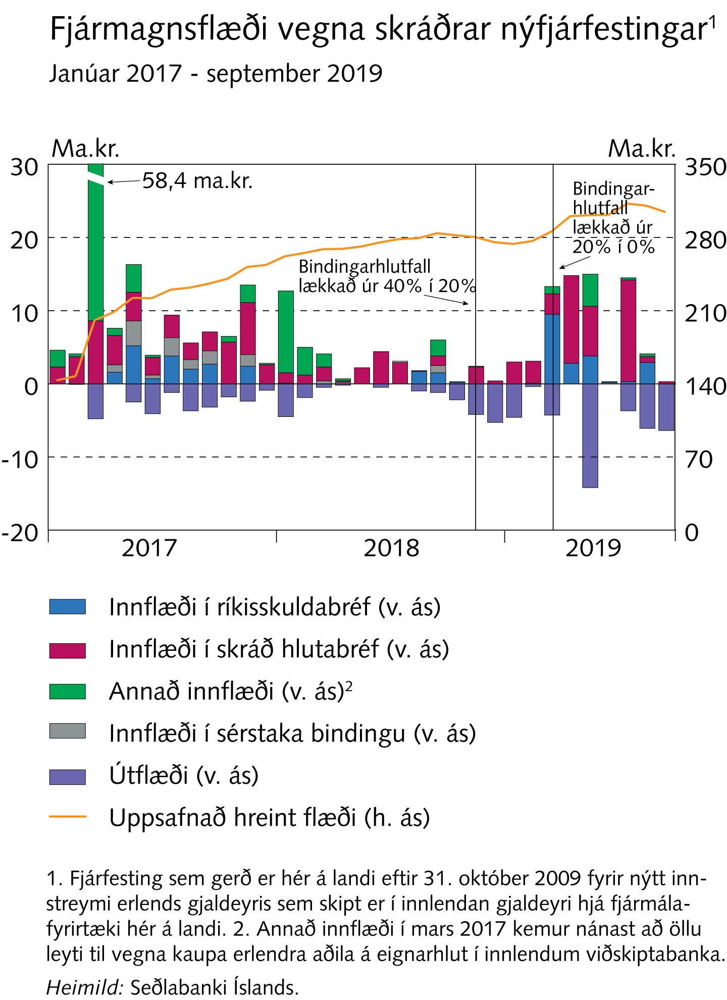 Fjármagnsflæði vegna skráðrar nýfjárfestingar¹
Janúar 2017 - september 2019
Ma.kr.
Ma.kr.
30
350
58,4 ma.kr.
Bindingar-
hlutfall
lækkað úr
20% í 0%
20
280
Bindingarhlutfall
lækkað úr 40% í 20%
10
210
0
140
-10
70
-20
0
2017
2018
2019
Innflæði í ríkisskuldabréf (v. ás)
Innflæði í skráð hlutabréf (v. ás)
Annað innflæði (v. ás)²
Innflæði í sérstaka bindingu (v. ás)
Útflæði (v. ás)
Uppsafnað hreint flæði (h. ás)
1. Fjárfesting sem gerð er hér á landi eftir 31. október 2009 fyrir nýtt inn-
streymi erlends gjaldeyris sem skipt er í innlendan gjaldeyri hjá fjármála-
fyrirtæki hér á landi. 2. Annað innflæði í mars 2017 kemur nánast að öllu
leyti til vegna kaupa erlendra aðila á eignarhlut í innlendum viðskiptabanka.
Heimild: Seðlabanki Íslands.